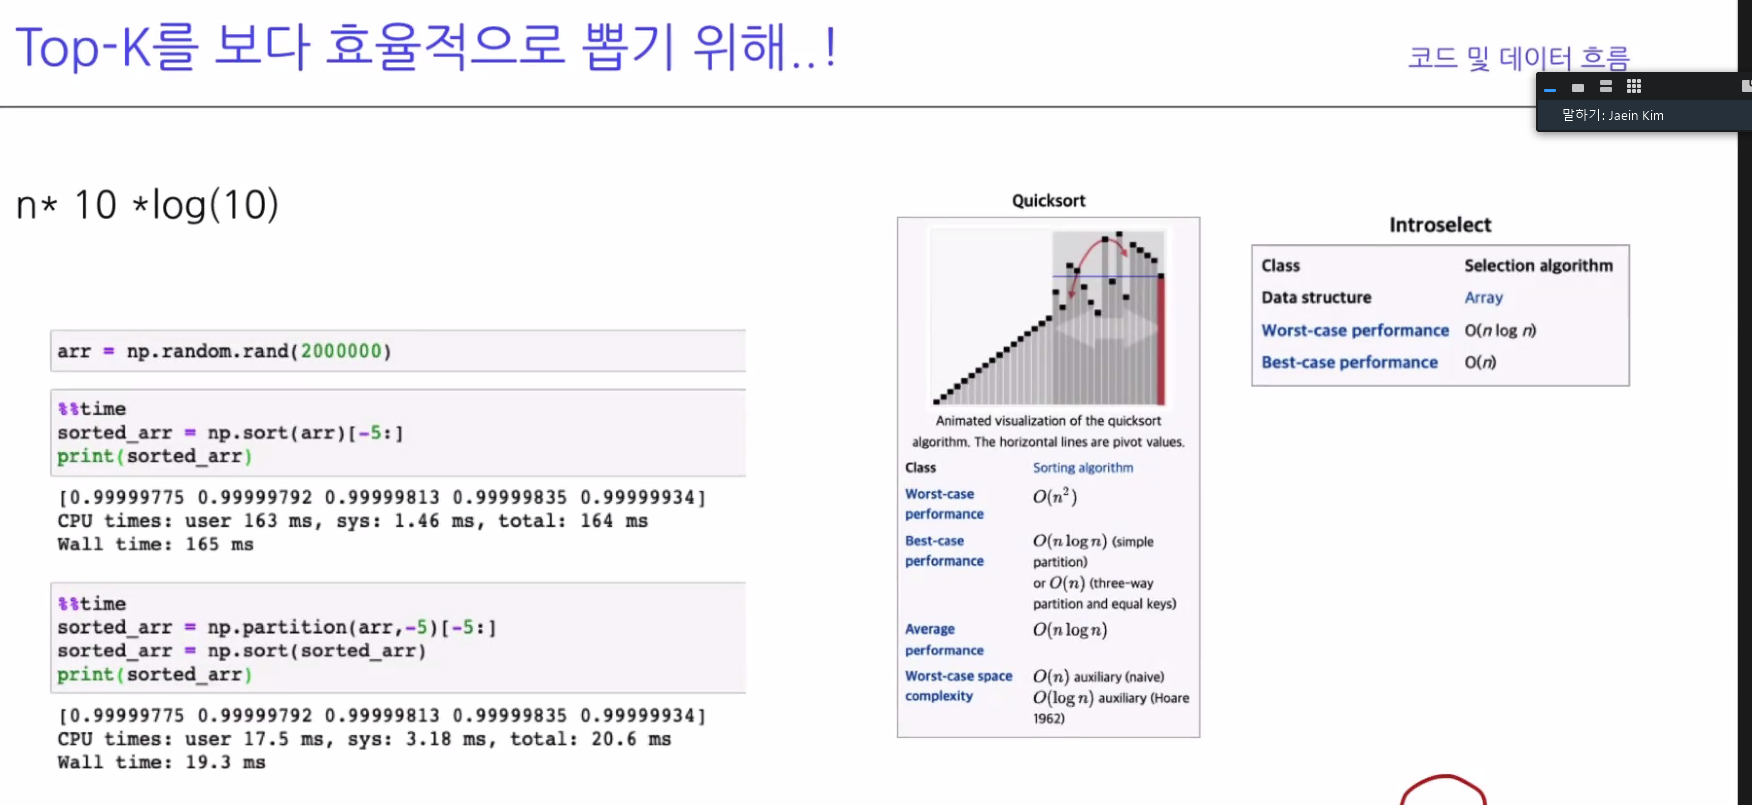 Top-K를 보다 효율적으로 뽑기 위해..!
코드 및 데이터 흐름
말하기: Jaein Kim
n* 10 *log(10)
arr = np.random.rand(2000000)
%%time
sorted_arr = np.sort(arr)[-5:]
print(sorted_arr)
[0.99999775 0.99999792 0.99999813 0.99999835 0.99999934]
CPU times: user 163 ms, sys: 1.46 ms, total: 164 ms
Wall time: 165 ms
%%time
sorted_arr = np.partition(arr,-5)[-5:]
sorted_arr = np.sort(sorted_arr)
print(sorted_arr)
[0.99999775 0.99999792 0.99999813 0.99999835 0.99999934]
CPU times: user 17.5 ms, sys: 3.18 ms, total: 20.6 ms
Wall time: 19.3 ms
Quicksort
Animated visualization of the quicksort
algorithm. The horizontal lines are pivot values.
Class Sorting algorithm
Worst-case performance O(n²)
Best-case performance O(n log n) (simple
partition)
or O(n) (three-way
partition and equal keys)
Average performance O(n log n)
Worst-case space complexity O(n) auxiliary (naive)
O(log n) auxiliary (Hoare
1962)
Introselect
Class Selection algorithm
Data structure Array
Worst-case performance O(n log n)
Best-case performance O(n)